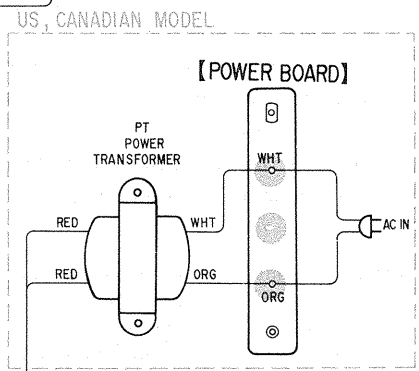 US, CANADIAN MODEL
【POWER BOARD】
PT
POWER
TRANSFORMER
WHT
RED
WHT
AC IN
RED
ORG
ORG